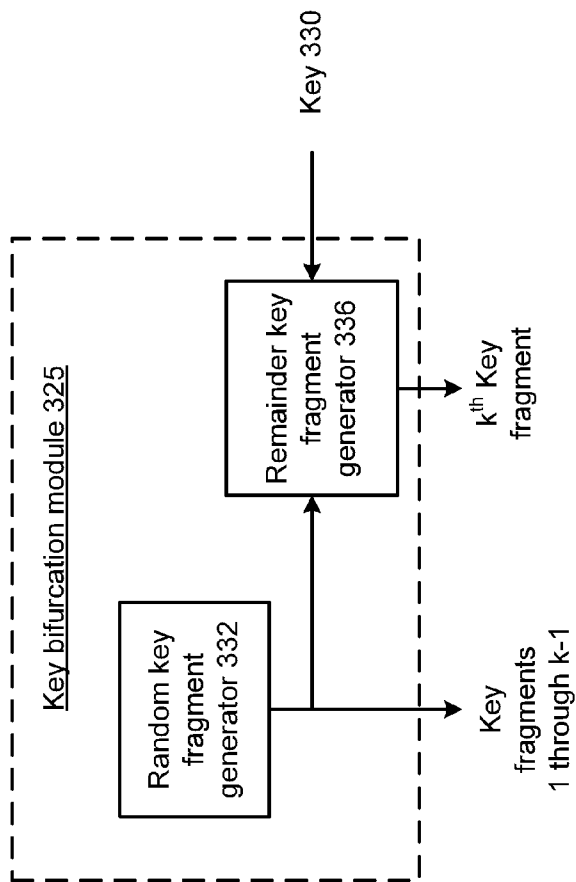 Key bifurcation module 325
Random key
fragment
generator 332
Remainder key
fragment
generator 336
Key 330
Key
fragments
1 through k-1
kth Key
fragment